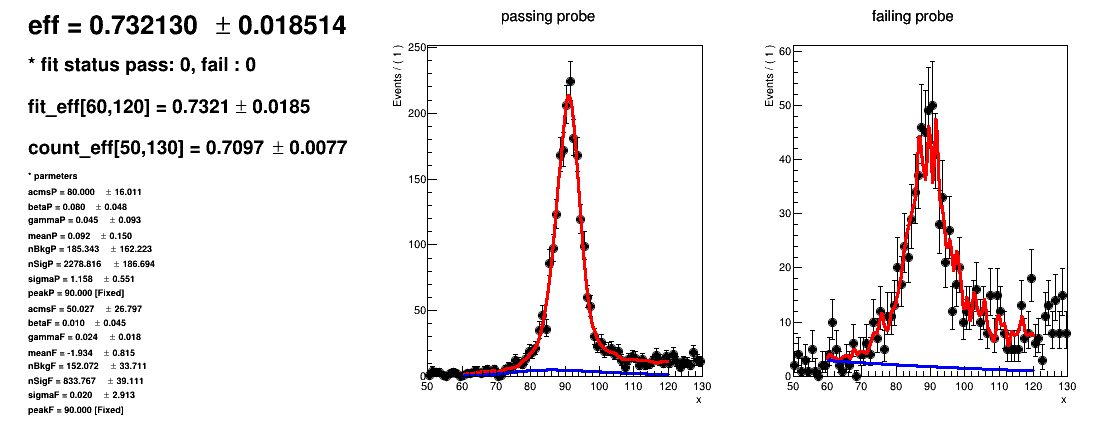 eff = 0.732130 ± 0.018514
* fit status pass: 0, fail : 0
fit_eff[60,120] = 0.7321 ± 0.0185
count_eff[50,130] = 0.7097 ± 0.0077
* parmeters
acmsP = 80.000 ± 16.011
betaP = 0.080 ± 0.048
gammaP = 0.045 ± 0.093
meanP = 0.092 ± 0.150
nBkgP = 185.343 ± 162.223
nSigP = 2278.816 ± 186.694
sigmaP = 1.158 ± 0.551
peakP = 90.000 [Fixed]
acmsF = 50.027 ± 26.797
betaF = 0.010 ± 0.045
gammaF = 0.024 ± 0.018
meanF = -1.934 ± 0.815
nBkgF = 152.072 ± 33.711
nSigF = 833.767 ± 39.111
sigmaF = 0.020 ± 2.913
peakF = 90.000 [Fixed]
passing probe
Events / ( 1 )
250
200
150
100
50
0
50 60 70 80 90 100 110 120 130
x
failing probe
Events / ( 1 )
60
50
40
30
20
10
0
50 60 70 80 90 100 110 120 130
x